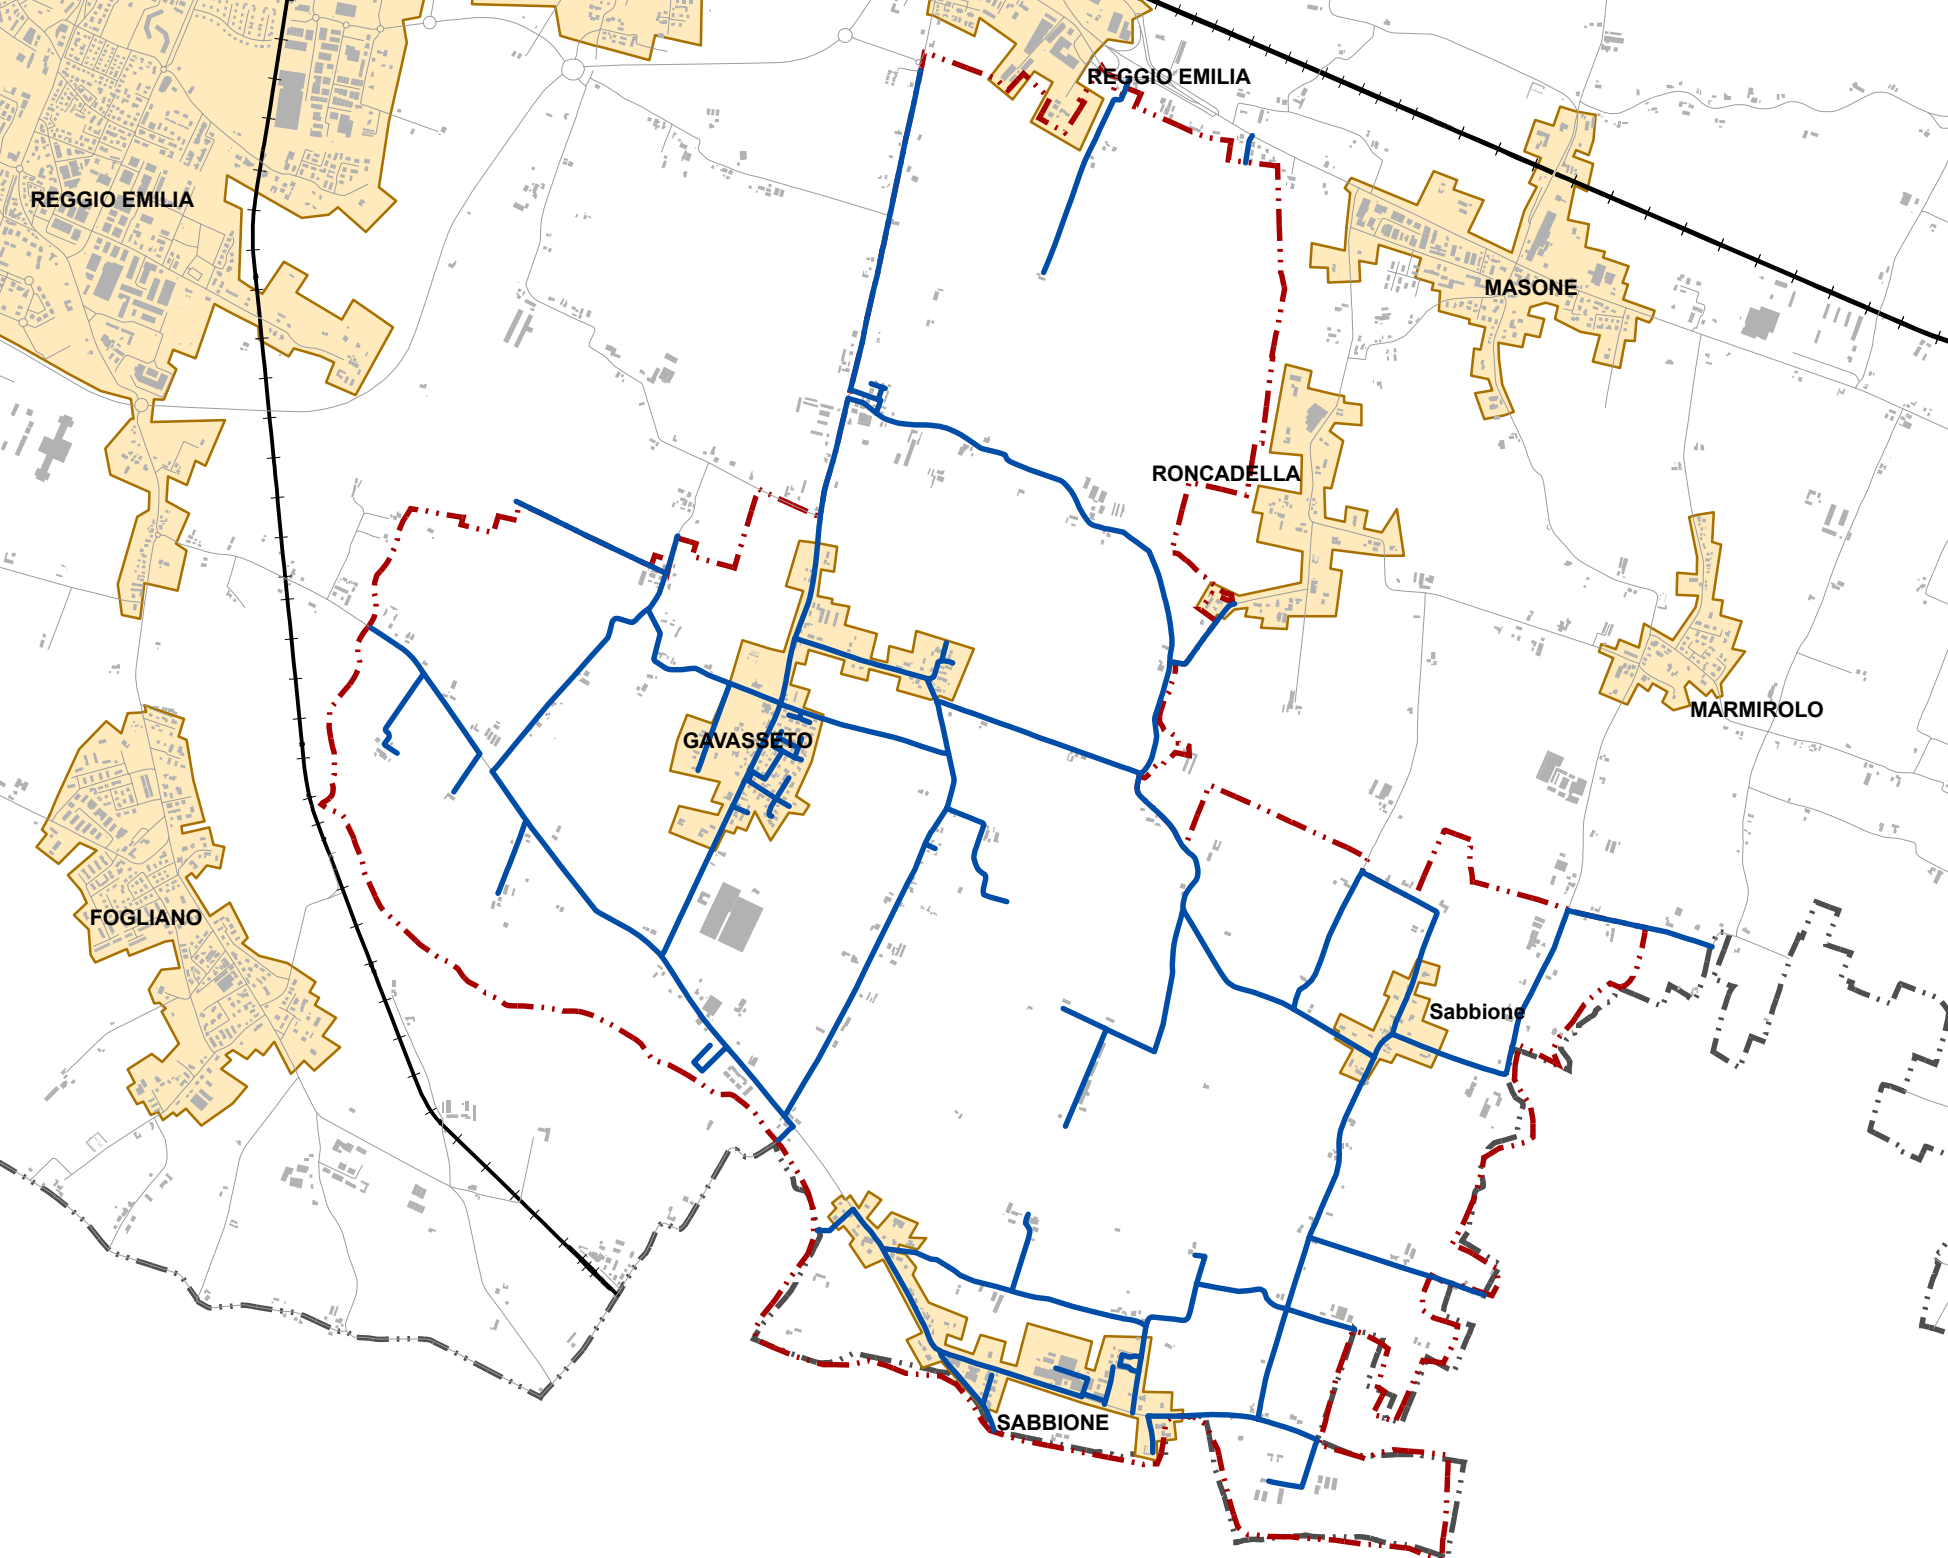 REGGIO EMILIA
REGGIO EMILIA
MASONE
RONCADELLA
MARMIROLO
GAVASSETO
FOGLIANO
Sabbione
SABBIONE